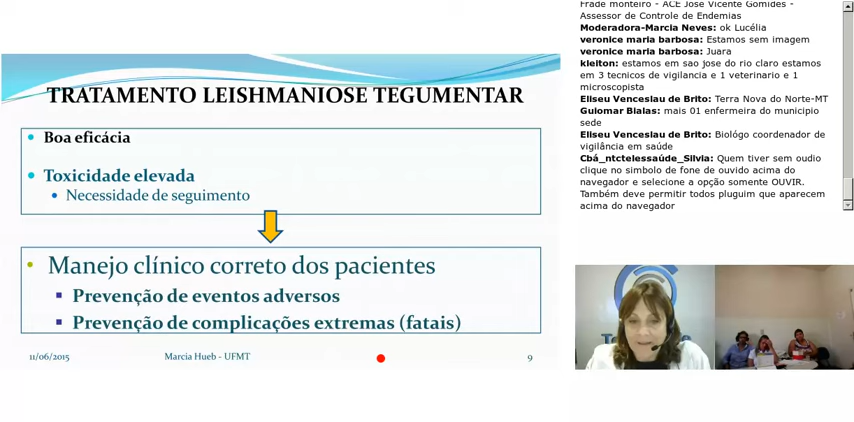 TRATAMENTO LEISHMANIOSE TEGUMENTAR
Boa eficácia
Toxicidade elevada
Necessidade de seguimento
Manejo clínico correto dos pacientes
Prevenção de eventos adversos
Prevenção de complicações extremas (fatais)
11/06/2015 Marcia Hueb - UFMT 9
Frade monteiro - ACE José Vicente Gomides -
Assessor de Controle de Endemias
Moderadora-Marcia Neves: ok Lucélia
veronice maria barbosa: Estamos sem imagem
veronice maria barbosa: Juara
kleiton: estamos em sao jose do rio claro estamos
em 3 tecnicos de vigilancia e 1 veterinario e 1
microscopista
Eliseu Venceslau de Brito: Terra Nova do Norte-MT
Guiomar Bialas: mais 01 enfermeira do municipio
sede
Eliseu Venceslau de Brito: Biológo coordenador de
vigilância em saúde
Cbá_ntctelessaúde_Silvia: Quem tiver sem oudio
clique no simbolo de fone de ouvido acima do
navegador e selecione a opção somente OUVIR.
Também deve permitir todos pluguim que aparecem
acima do navegador